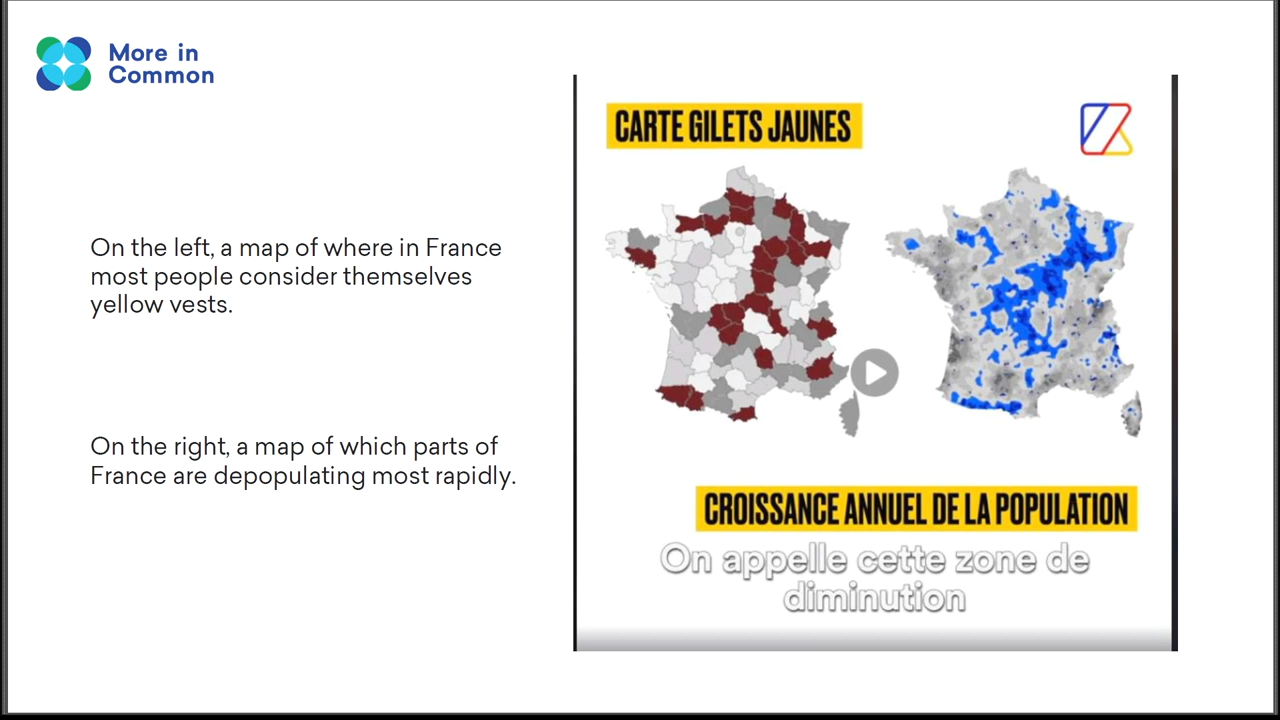 More in
Common
On the left, a map of where in France
most people consider themselves
yellow vests.
On the right, a map of which parts of
France are depopulating most rapidly.
CARTE GILETS JAUNES
CROISSANCE ANNUEL DE LA POPULATION
On appelle cette zone de
diminution